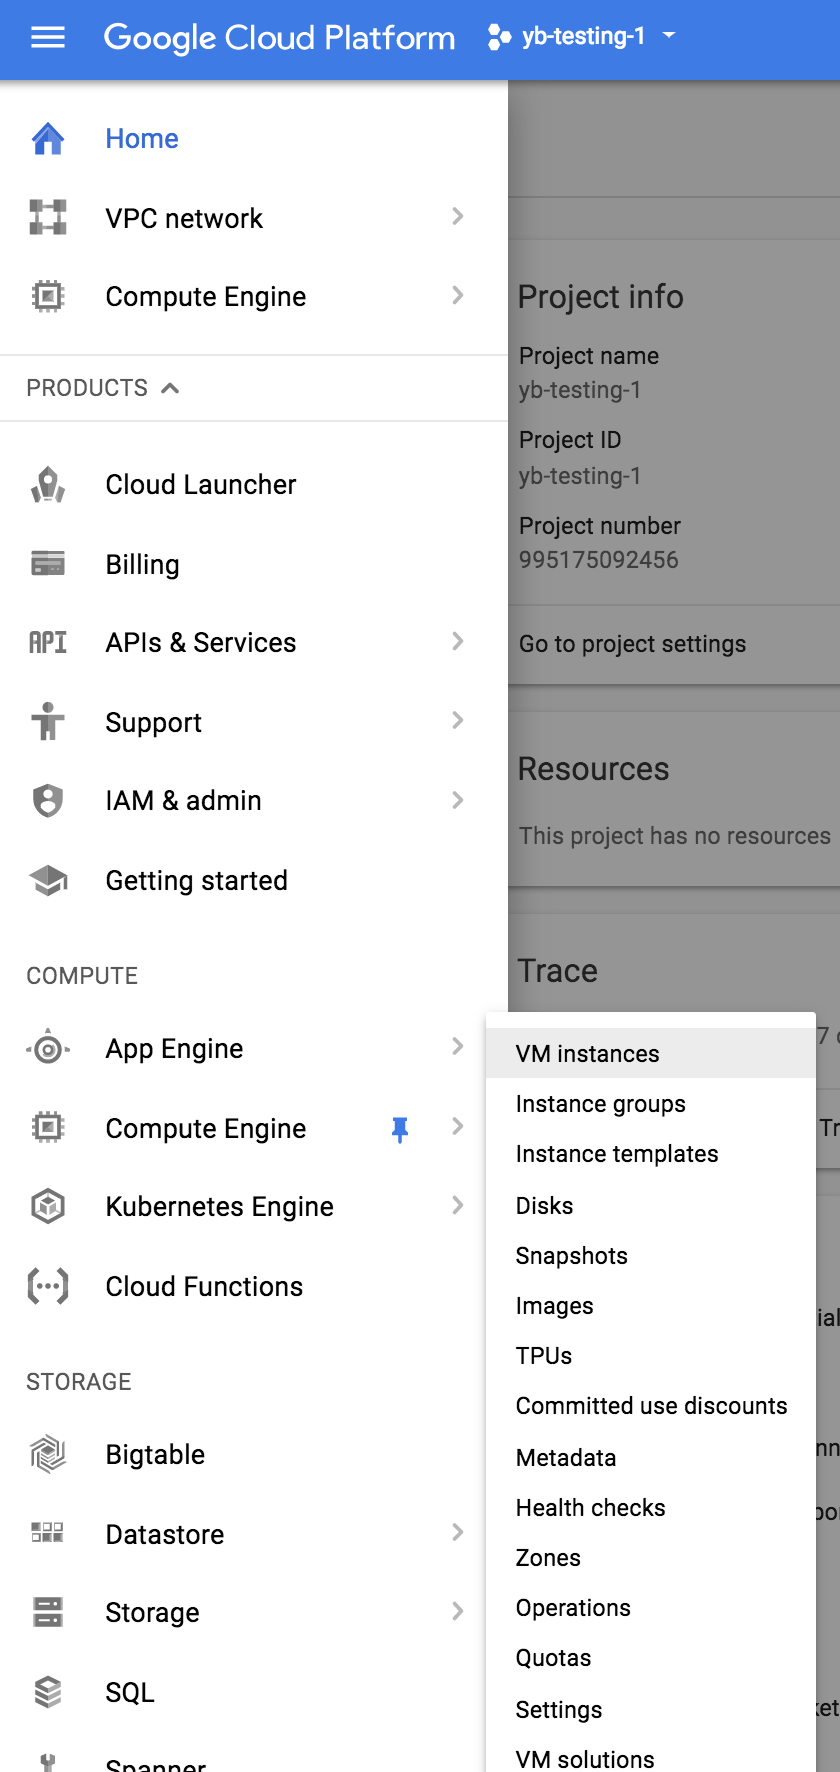 Google Cloud Platform yb-testing-1
Home
VPC network
Compute Engine
PRODUCTS
Cloud Launcher
Billing
API APIs & Services
Support
IAM & admin
Getting started
COMPUTE
App Engine
Compute Engine
Kubernetes Engine
Cloud Functions
STORAGE
Bigtable
Datastore
Storage
SQL
Spanner
Project info
Project name
yb-testing-1
Project ID
yb-testing-1
Project number
995175092456
Go to project settings
Resources
This project has no resources
Trace
VM instances
Instance groups
Instance templates
Disks
Snapshots
Images
TPUs
Committed use discounts
Metadata
Health checks
Zones
Operations
Quotas
Settings
VM solutions